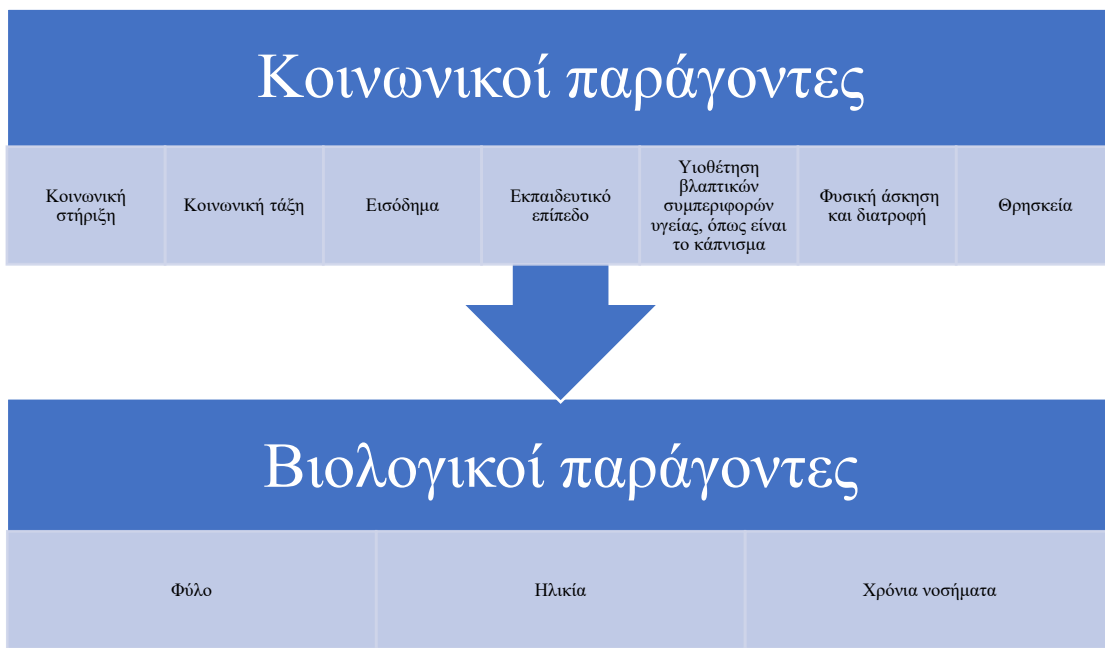 Κοινωνικοί παράγοντες
Κοινωνική
στήριξη
Κοινωνική τάξη
Εισόδημα
Εκπαιδευτικό
επίπεδο
Υιοθέτηση
βλαπτικών
συμπεριφορών
υγείας, όπως είναι
το κάπνισμα
Φυσική άσκηση
και διατροφή
Θρησκεία
Βιολογικοί παράγοντες
Φύλο
Ηλικία
Χρόνια νοσήματα